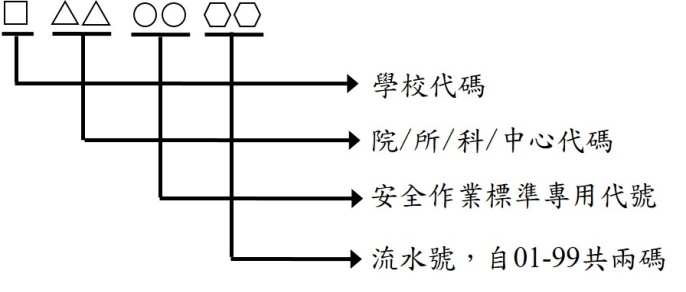 □ △△ ○○ ⬡⬡
學校代碼
院/所/科/中心代碼
安全作業標準專用代號
流水號，自01-99共兩碼